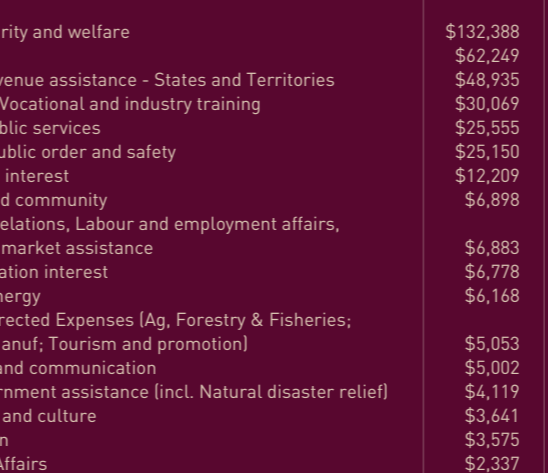 rity and welfare $132,388
$62,249
venue assistance - States and Territories $48,935
Vocational and industry training $30,069
blic services $25,555
ublic order and safety $25,150
interest $12,209
d community $6,898
elations, Labour and employment affairs,
market assistance $6,883
ation interest $6,778
nergy $6,168
rected Expenses (Ag, Forestry & Fisheries;
anuf; Tourism and promotion) $5,053
and communication $5,002
rnment assistance (incl. Natural disaster relief) $4,119
and culture $3,641
n $3,575
Affairs $2,337